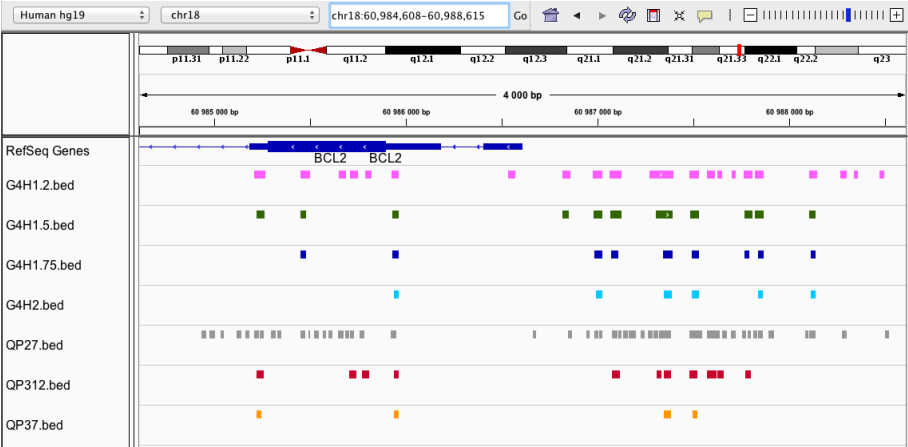 Human hg19 chr18 chr18:60,984,608-60,988,615 Go
p11.31 p11.22 p11.1 q11.2 q12.1 q12.2 q12.3 q21.1 q21.2 q21.31 q21.33 q22.1 q22.2 q23
4 000 bp
60 985 000 bp 60 986 000 bp 60 987 000 bp 60 988 000 bp
RefSeq Genes
BCL2 BCL2
G4H1.2.bed
G4H1.5.bed
G4H1.75.bed
G4H2.bed
QP27.bed
QP312.bed
QP37.bed